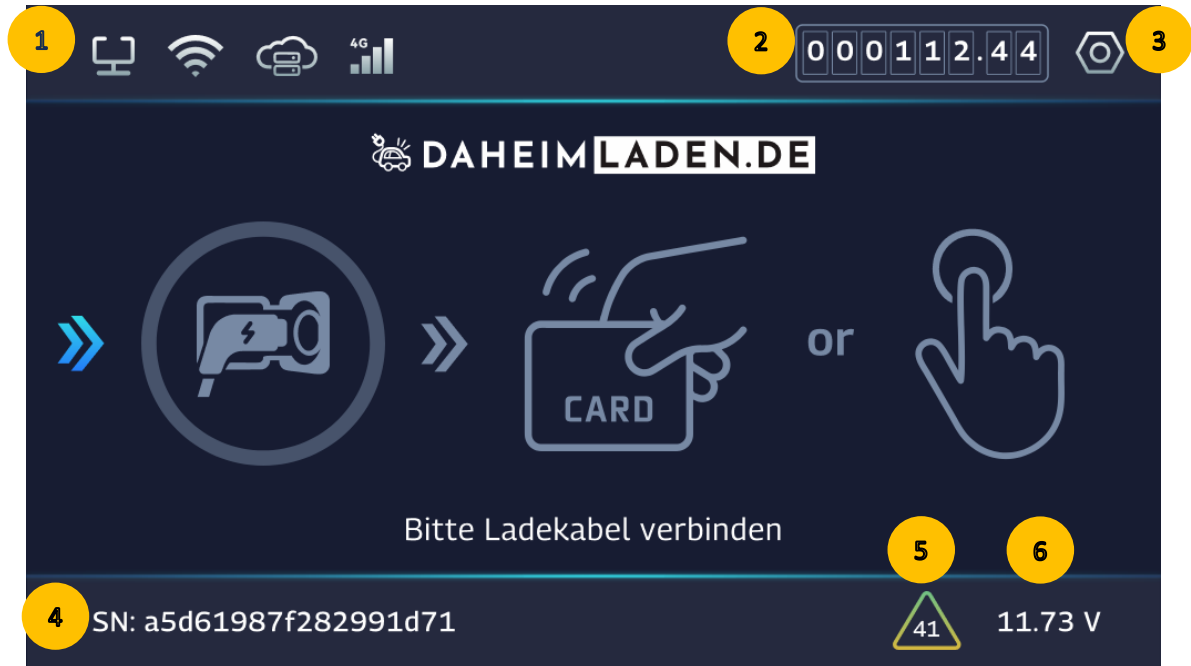 1
4G
2
000112.44
3
DAHEIMLADEN.DE
CARD
or
Bitte Ladekabel verbinden
5
6
4
SN: a5d61987f282991d71
41
11.73 V